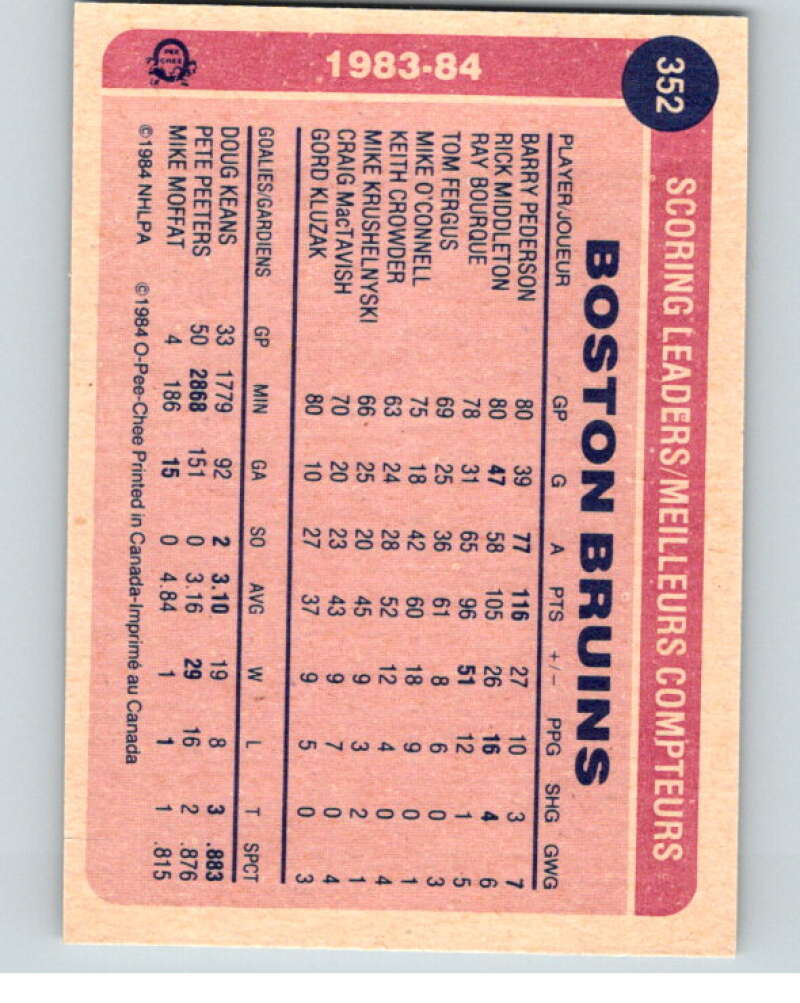 352
SCORING LEADERS/MEILLEURS COMPTEURS
1983-84
PEE
CHEE
BOSTON BRUINS
PLAYER/JOUEUR GP G A PTS +/- PPG SHG GWG
BARRY PEDERSON 80 39 77 116 27 10 3 7
RICK MIDDLETON 80 47 58 105 26 16 4 6
RAY BOURQUE 78 31 65 96 51 12 1 5
TOM FERGUS 69 25 36 61 8 6 0 3
MIKE O'CONNELL 75 18 42 60 18 9 0 1
KEITH CROWDER 63 24 28 52 12 4 0 4
MIKE KRUSHELNYSKI 66 25 20 45 9 3 2 1
CRAIG MacTAVISH 70 20 23 43 9 7 0 4
GORD KLUZAK 80 10 27 37 9 5 0 3
GOALIES/GARDIENS GP MIN GA SO AVG W L T SPCT
DOUG KEANS 33 1779 92 2 3.10 19 8 3 .883
PETE PEETERS 50 2868 151 0 3.16 29 16 2 .876
MIKE MOFFAT 4 186 15 0 4.84 1 1 1 .815
©1984 NHLPA ©1984 O-Pee-Chee Printed in Canada-Imprimé au Canada